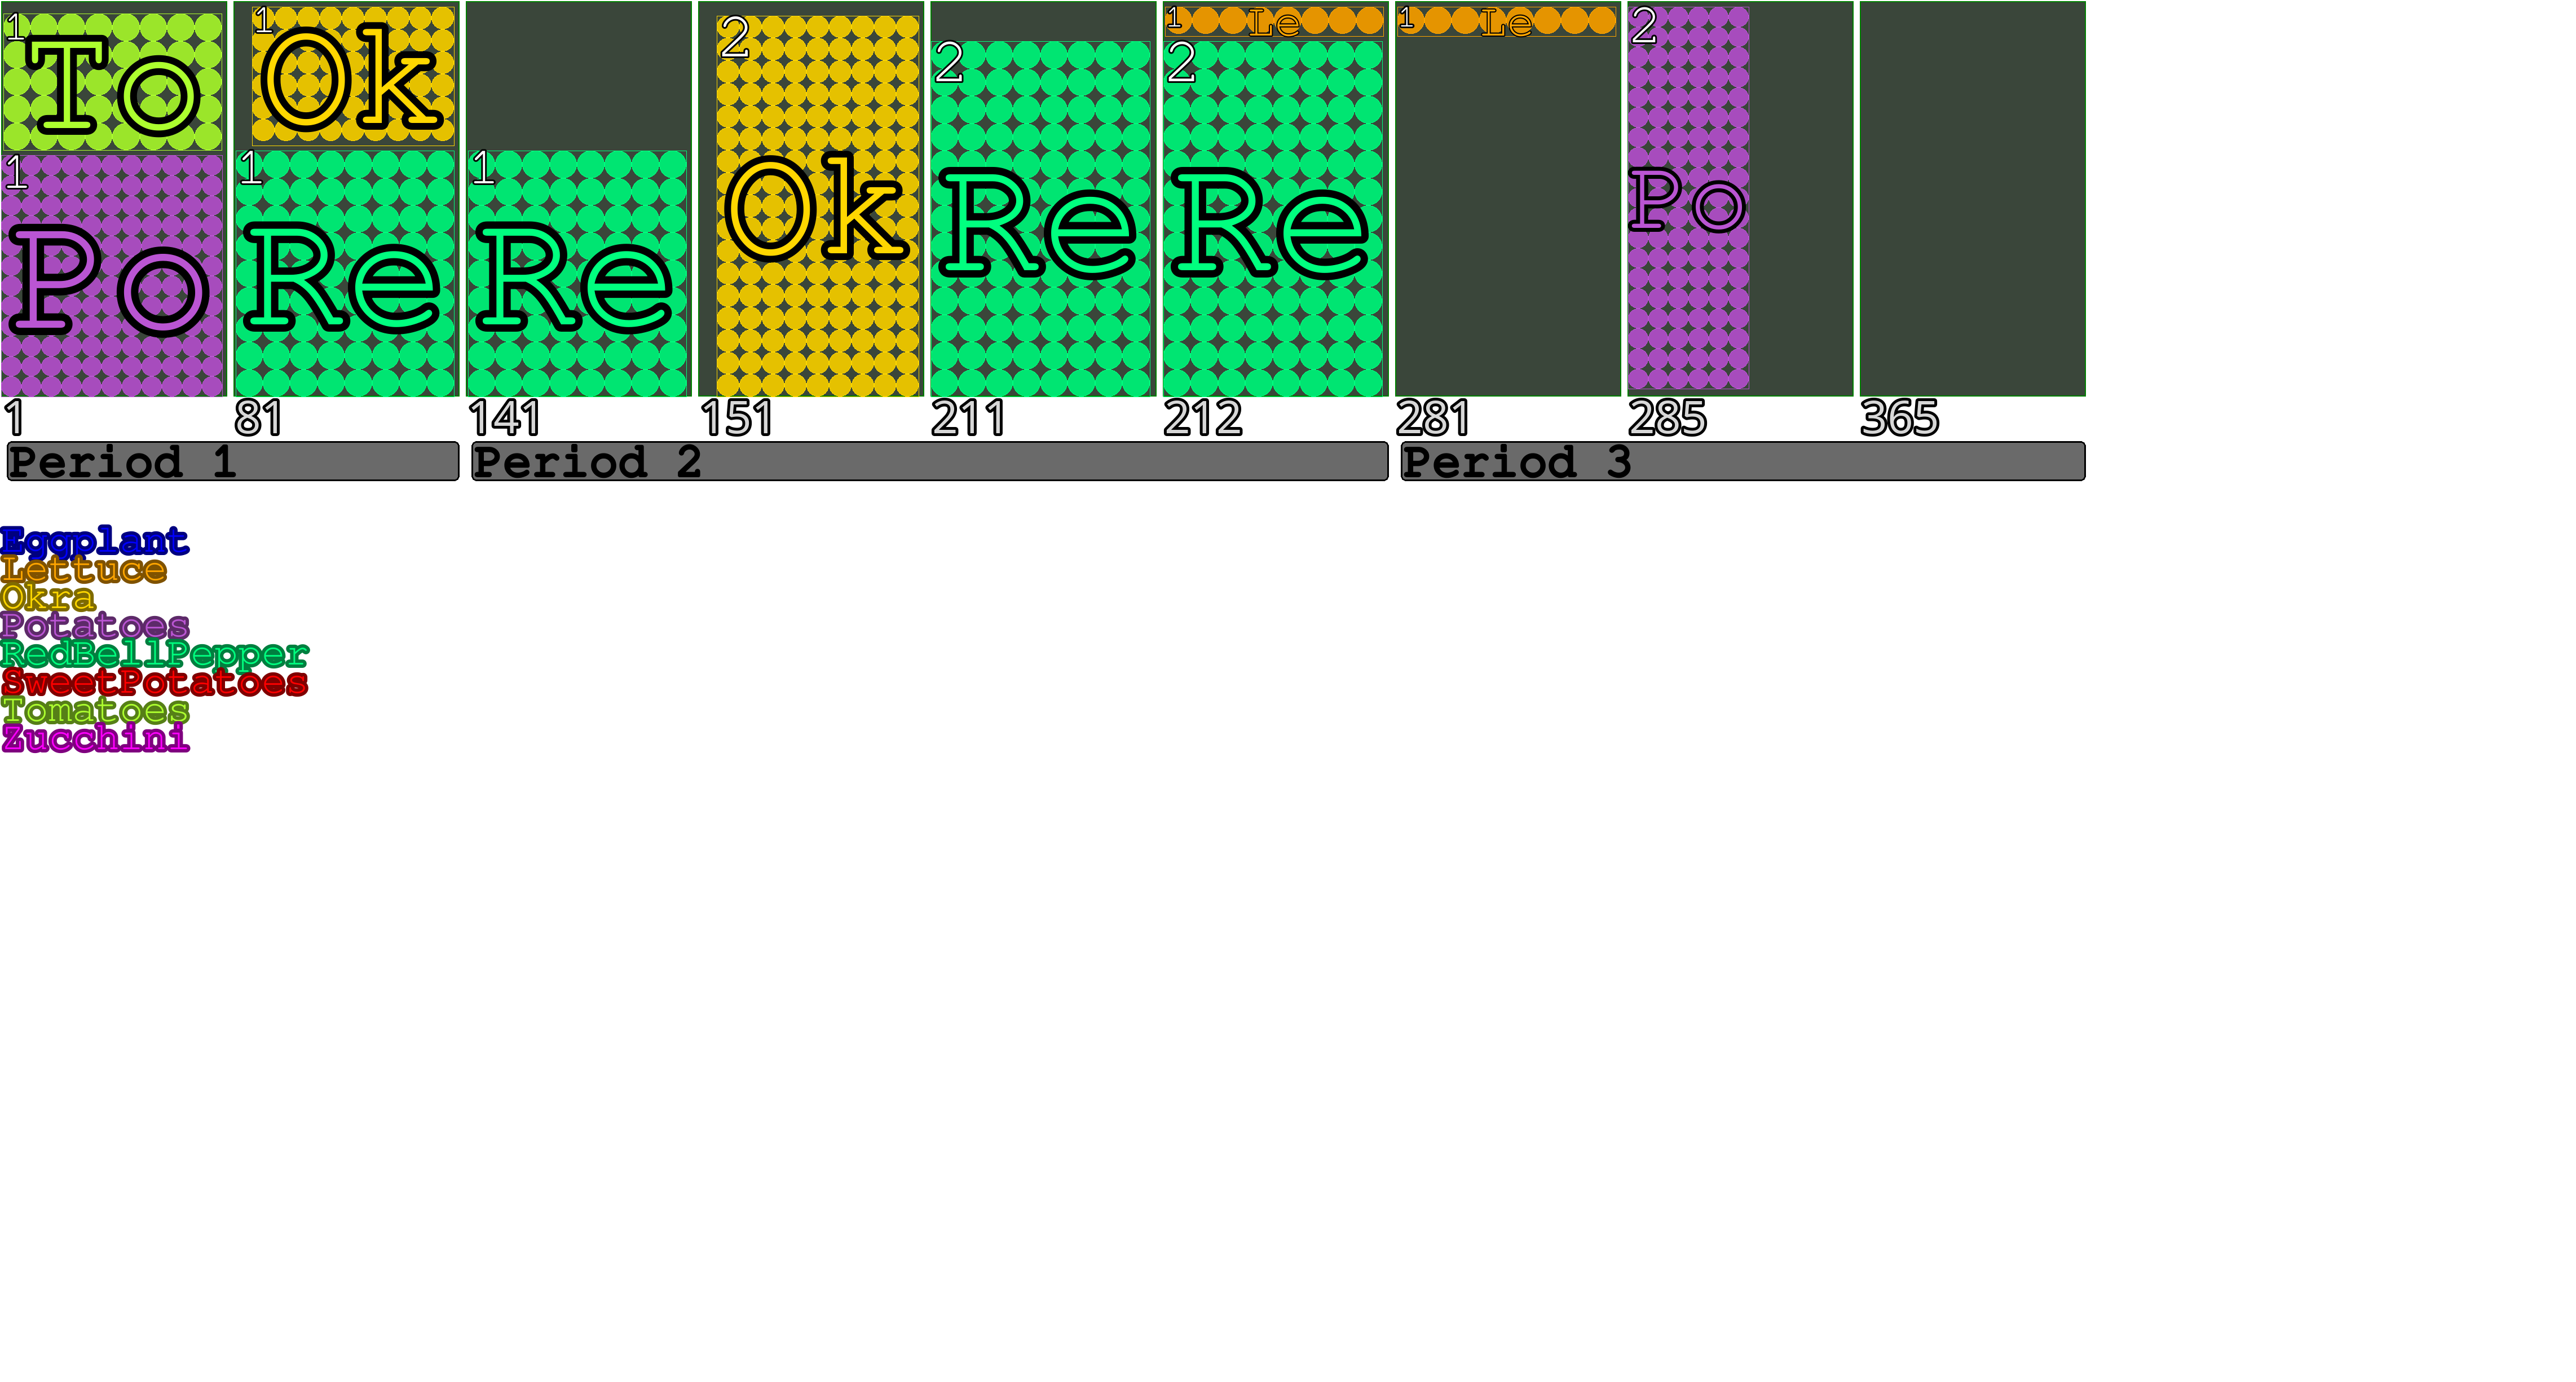 1 1 2 1 1 2
To Ok Le Le
1 1 1 2 2
Po Re Re Ok Re Re Po
1 81 141 151 211 212 281 285 365
Period 1 Period 2 Period 3
Eggplant
Lettuce
Okra
Potatoes
RedBellPepper
SweetPotatoes
Tomatoes
Zucchini